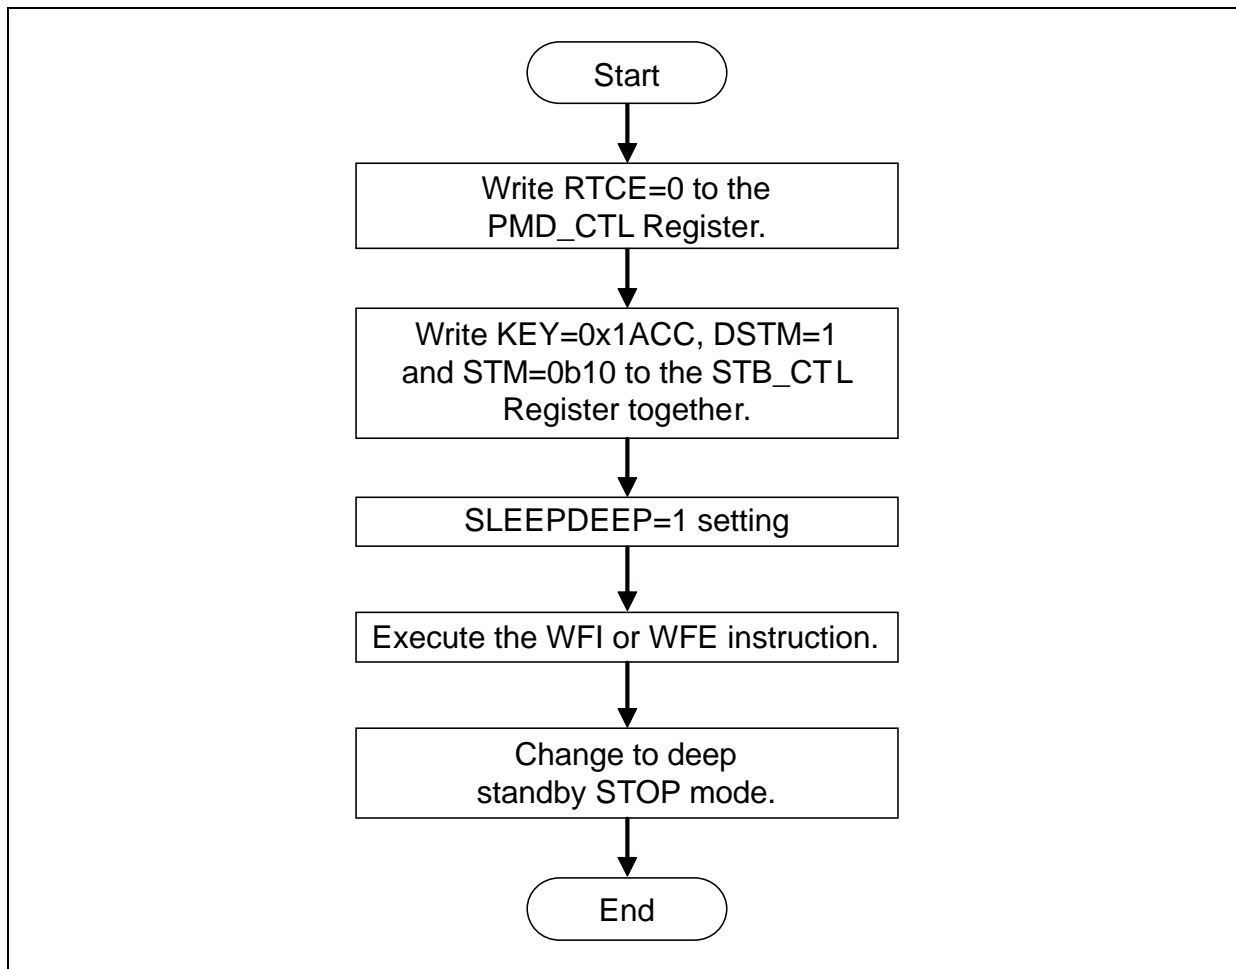 Start
Write RTCE=0 to the
PMD_CTL Register.
Write KEY=0x1ACC, DSTM=1
and STM=0b10 to the STB_CTL
Register together.
SLEEPDEEP=1 setting
Execute the WFI or WFE instruction.
Change to deep
standby STOP mode.
End